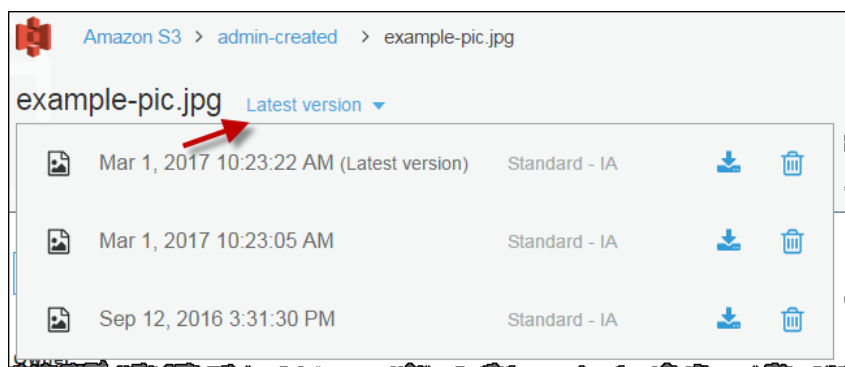 Amazon S3 > admin-created > example-pic.jpg
example-pic.jpg Latest version
Mar 1, 2017 10:23:22 AM (Latest version) Standard - IA
Mar 1, 2017 10:23:05 AM Standard - IA
Sep 12, 2016 3:31:30 PM Standard - IA
Owner